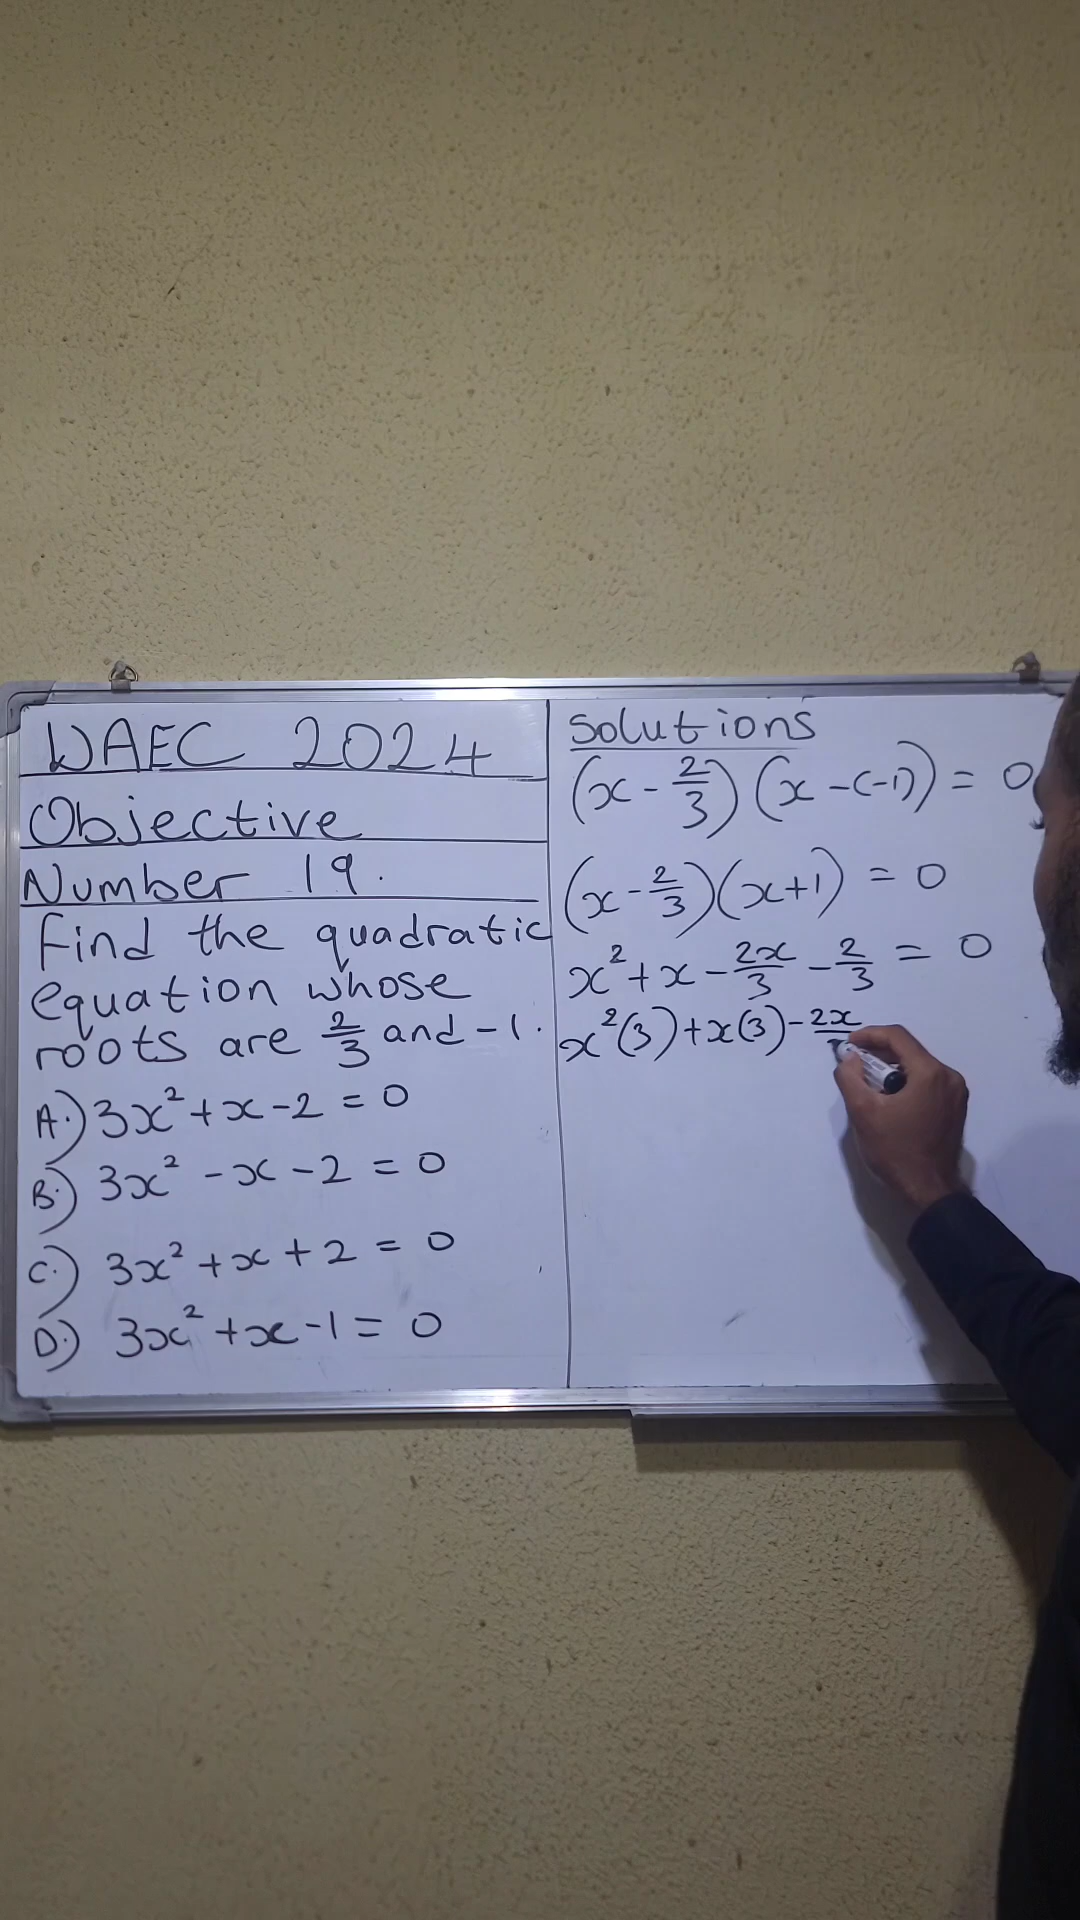 WAEC 2024
Objective
Number 19.
Find the quadratic
equation whose
roots are 2/3 and -1.
A.) 3x² + x - 2 = 0
B.) 3x² - x - 2 = 0
C.) 3x² + x + 2 = 0
D.) 3x² + x - 1 = 0
Solutions
(x - 2/3) (x - (-1)) = 0
(x - 2/3)(x+1) = 0
x² + x - 2x/3 - 2/3 = 0
x²(3) + x(3) - 2x